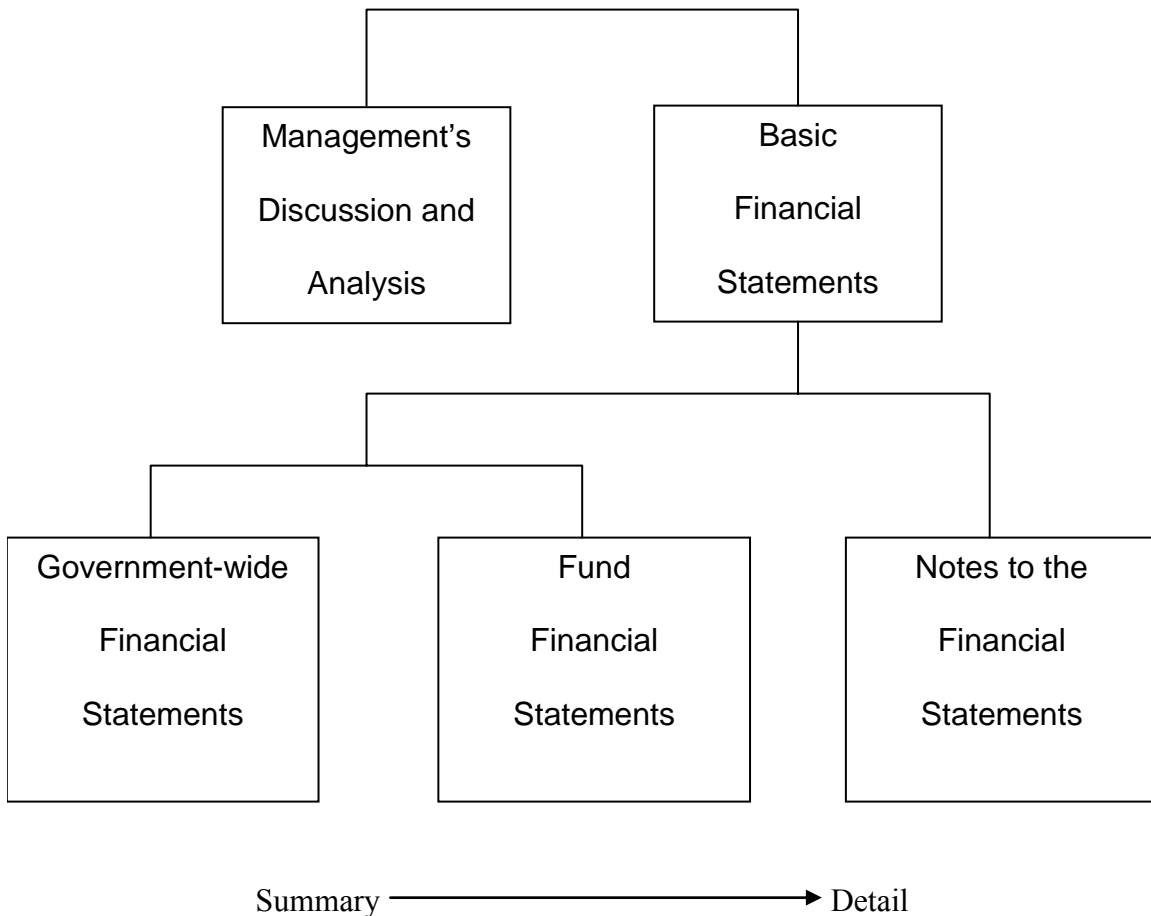 Management’s
Discussion and
Analysis
Basic
Financial
Statements
Government-wide
Financial
Statements
Fund
Financial
Statements
Notes to the
Financial
Statements
Summary
Detail